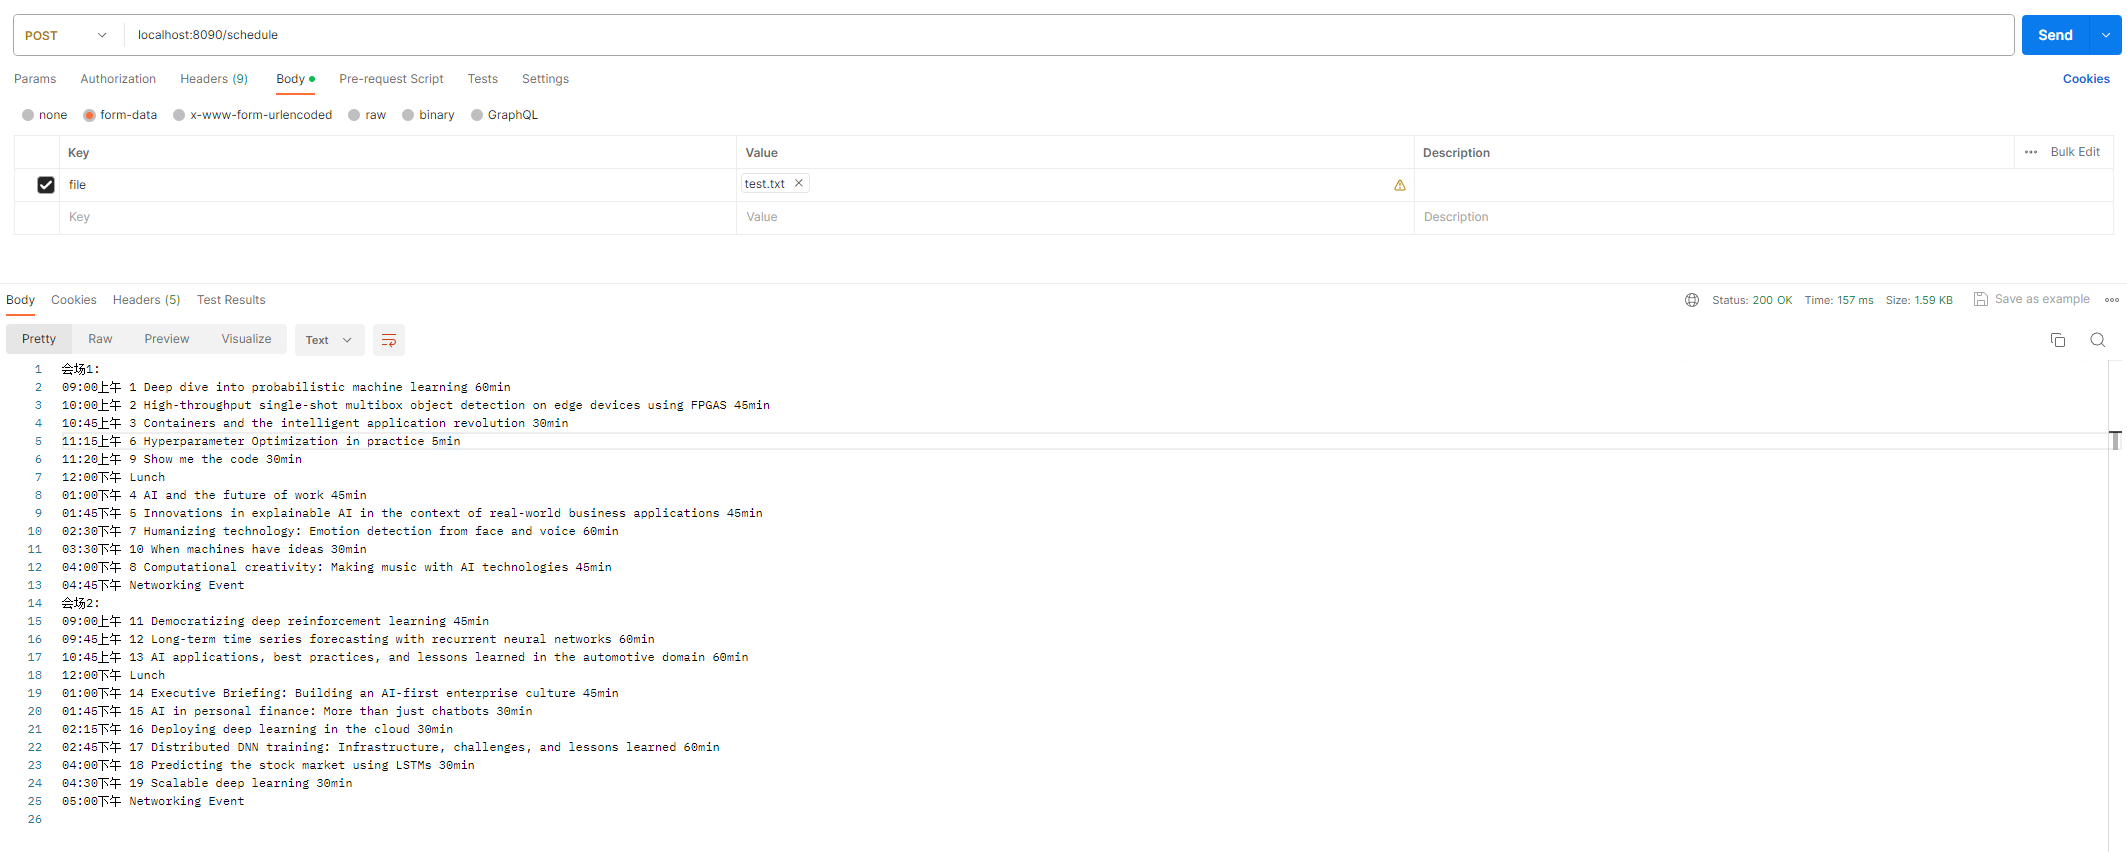 POST localhost:8090/schedule Send
Params Authorization Headers (9) Body Pre-request Script Tests Settings Cookies
none form-data x-www-form-urlencoded raw binary GraphQL
Key Value Description Bulk Edit
file test.txt
Key Value Description
Body Cookies Headers (5) Test Results Status: 200 OK Time: 157 ms Size: 1.59 KB Save as example
Pretty Raw Preview Visualize Text
1 会场1:
2 09:00上午 1 Deep dive into probabilistic machine learning 60min
3 10:00上午 2 High-throughput single-shot multibox object detection on edge devices using FPGAS 45min
4 10:45上午 3 Containers and the intelligent application revolution 30min
5 11:15上午 6 Hyperparameter Optimization in practice 5min
6 11:20上午 9 Show me the code 30min
7 12:00下午 Lunch
8 01:00下午 4 AI and the future of work 45min
9 01:45下午 5 Innovations in explainable AI in the context of real-world business applications 45min
10 02:30下午 7 Humanizing technology: Emotion detection from face and voice 60min
11 03:30下午 10 When machines have ideas 30min
12 04:00下午 8 Computational creativity: Making music with AI technologies 45min
13 04:45下午 Networking Event
14 会场2:
15 09:00上午 11 Democratizing deep reinforcement learning 45min
16 09:45上午 12 Long-term time series forecasting with recurrent neural networks 60min
17 10:45上午 13 AI applications, best practices, and lessons learned in the automotive domain 60min
18 12:00下午 Lunch
19 01:00下午 14 Executive Briefing: Building an AI-first enterprise culture 45min
20 01:45下午 15 AI in personal finance: More than just chatbots 30min
21 02:15下午 16 Deploying deep learning in the cloud 30min
22 02:45下午 17 Distributed DNN training: Infrastructure, challenges, and lessons learned 60min
23 04:00下午 18 Predicting the stock market using LSTMs 30min
24 04:30下午 19 Scalable deep learning 30min
25 05:00下午 Networking Event
26